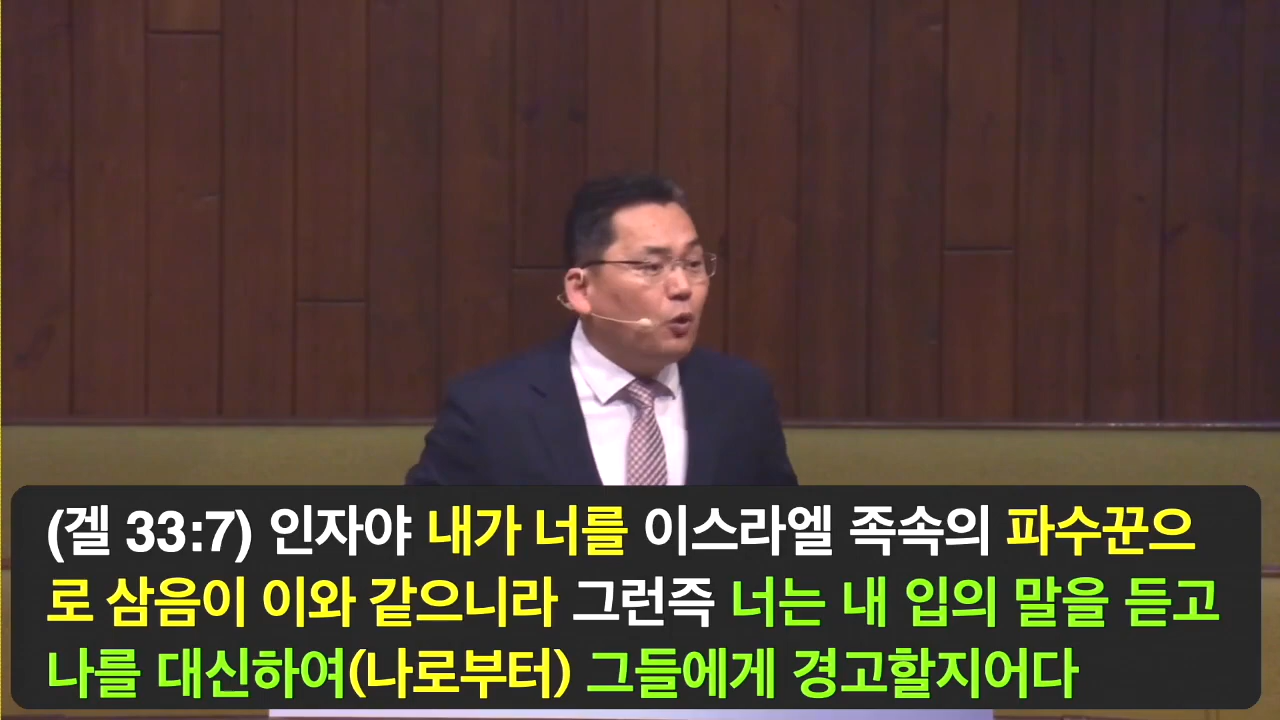 (겔 33:7) 인자야 내가 너를 이스라엘 족속의 파수꾼으
로 삼음이 이와 같으니라 그런즉 너는 내 입의 말을 듣고
나를 대신하여(나로부터) 그들에게 경고할지어다